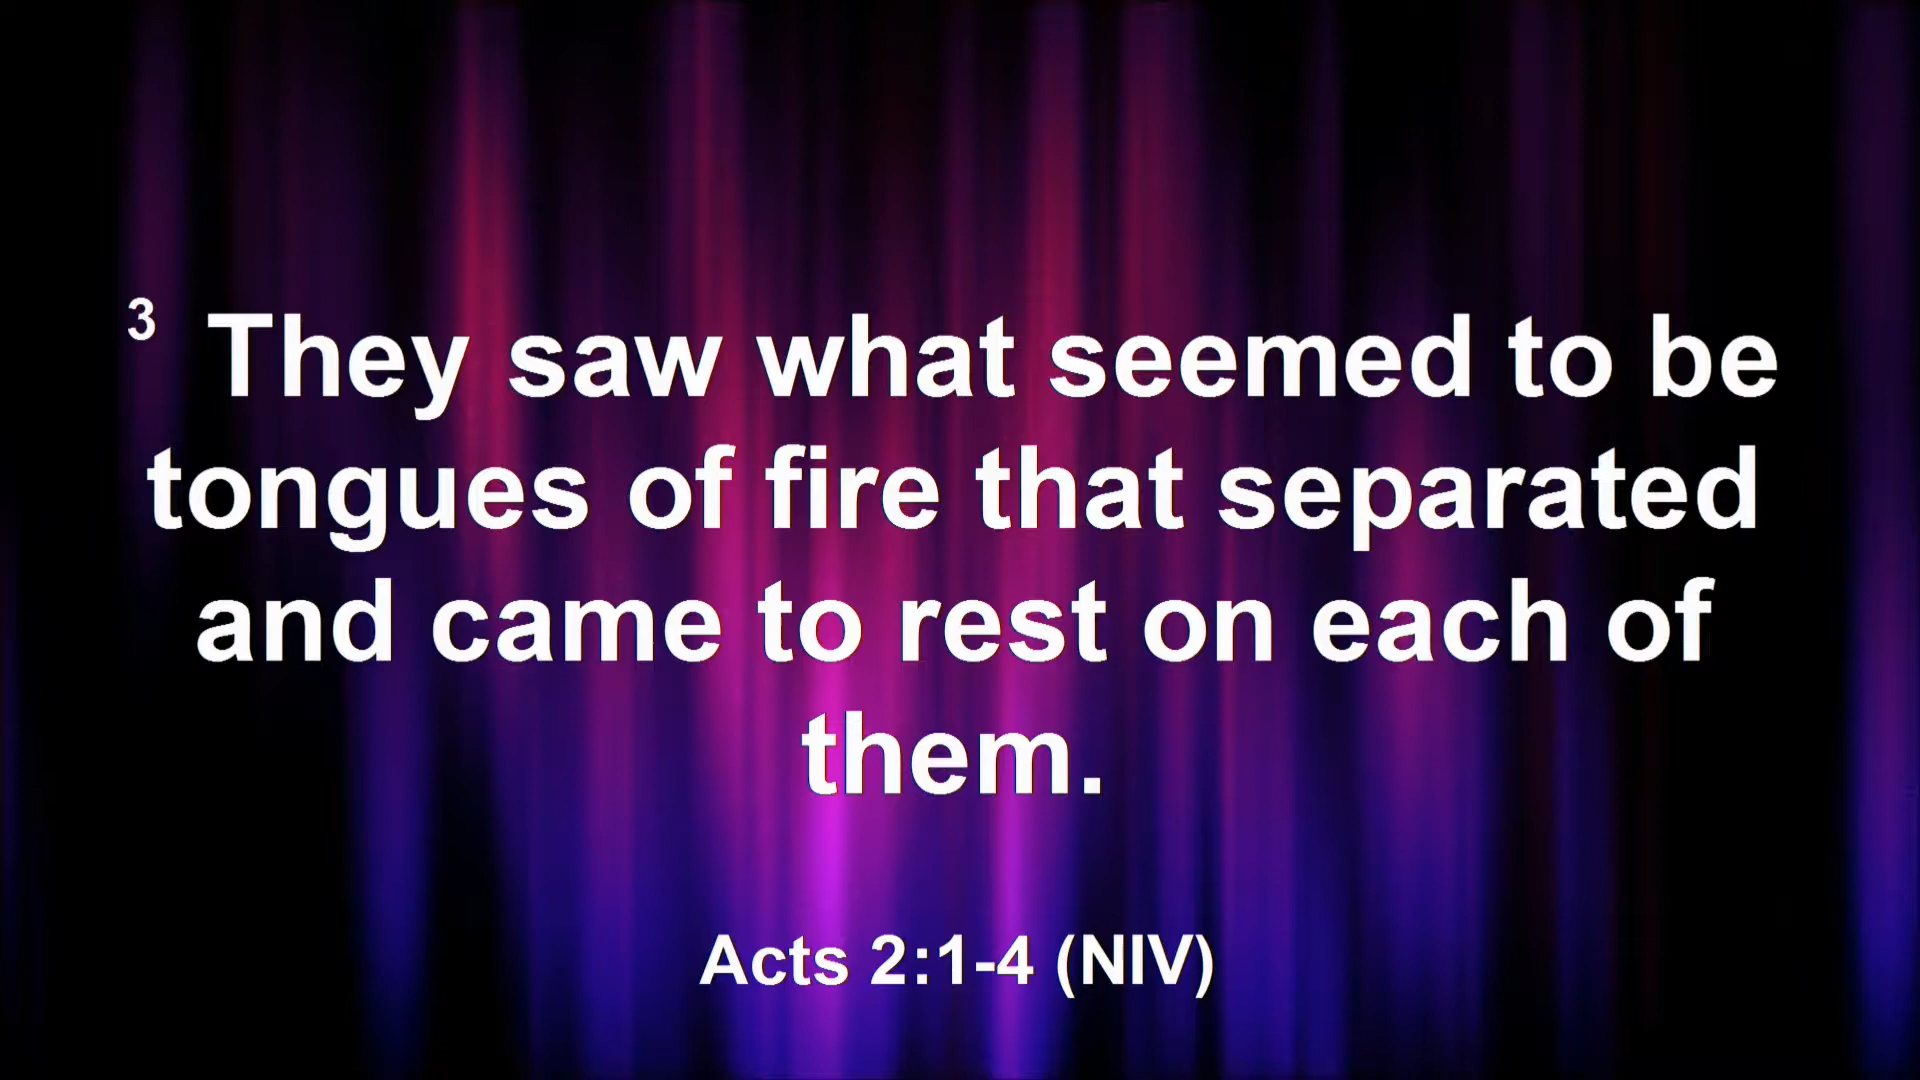 3 They saw what seemed to be
tongues of fire that separated
and came to rest on each of
them.
Acts 2:1-4 (NIV)